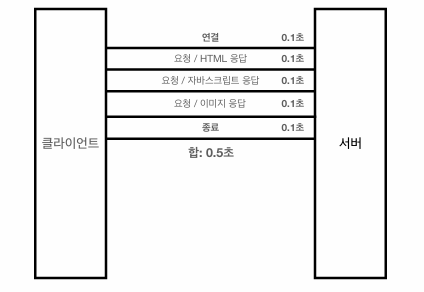 연결 0.1초
요청 / HTML 응답 0.1초
요청 / 자바스크립트 응답 0.1초
요청 / 이미지 응답 0.1초
종료 0.1초
클라이언트
서버
합: 0.5초